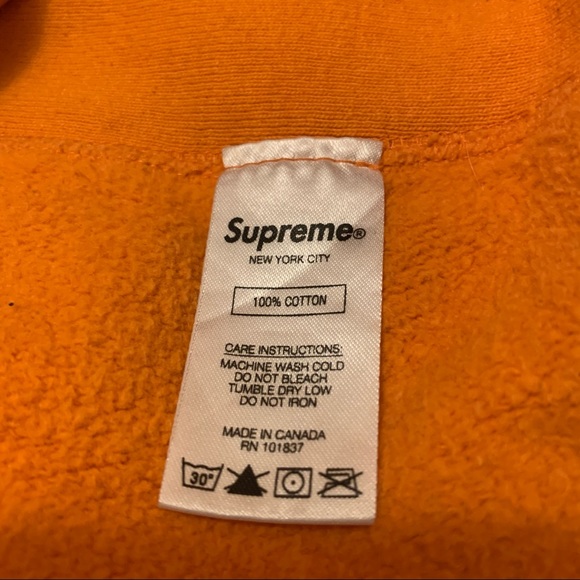 Supreme®
NEW YORK CITY
100% COTTON
CARE INSTRUCTIONS:
MACHINE WASH COLD
DO NOT BLEACH
TUMBLE DRY LOW
DO NOT IRON
MADE IN CANADA
RN 101837
30°